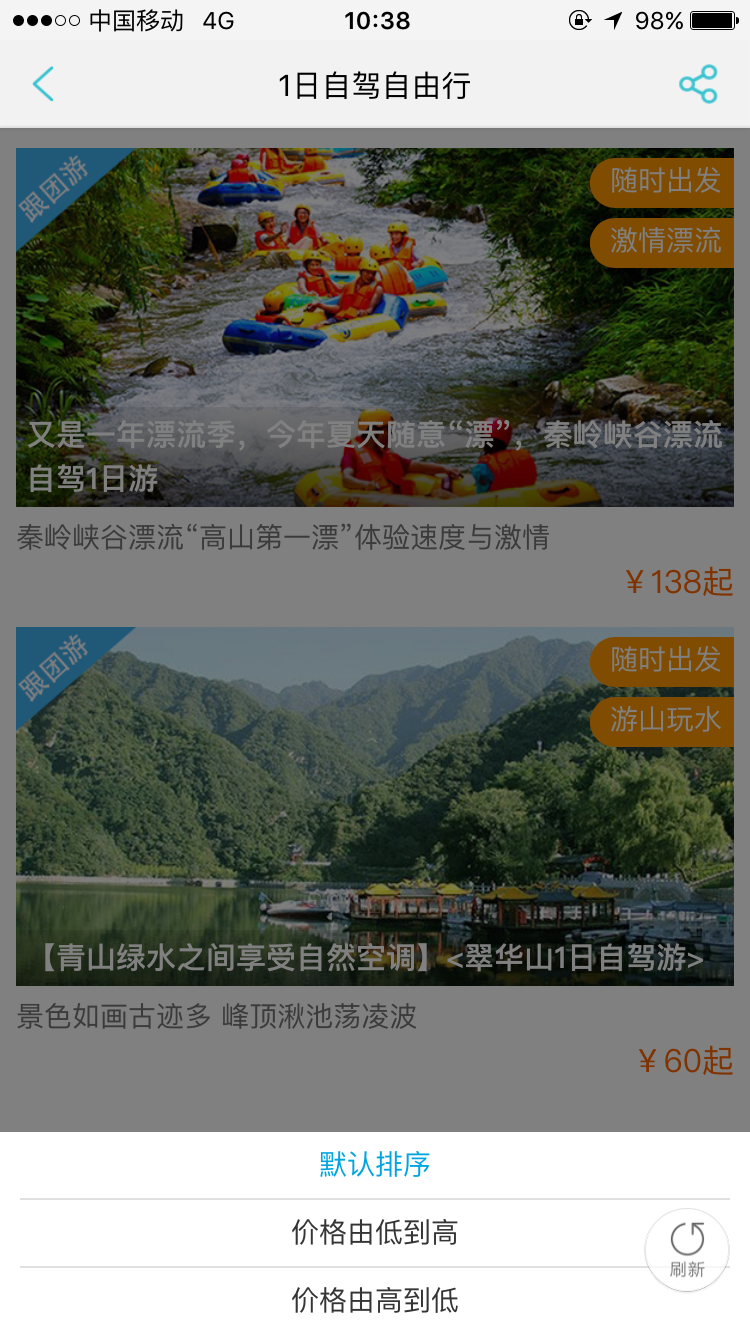 中国移动 4G 10:38 98%
1日自驾自由行
跟团游
随时出发
激情漂流
又是一年漂流季，今年夏天随意“漂”，秦岭峡谷漂流
自驾1日游
秦岭峡谷漂流“高山第一漂”体验速度与激情
￥138起
跟团游
随时出发
游山玩水
【青山绿水之间享受自然空调】<翠华山1日自驾游>
景色如画古迹多 峰顶湫池荡凌波
￥60起
默认排序
价格由低到高
刷新
价格由高到低